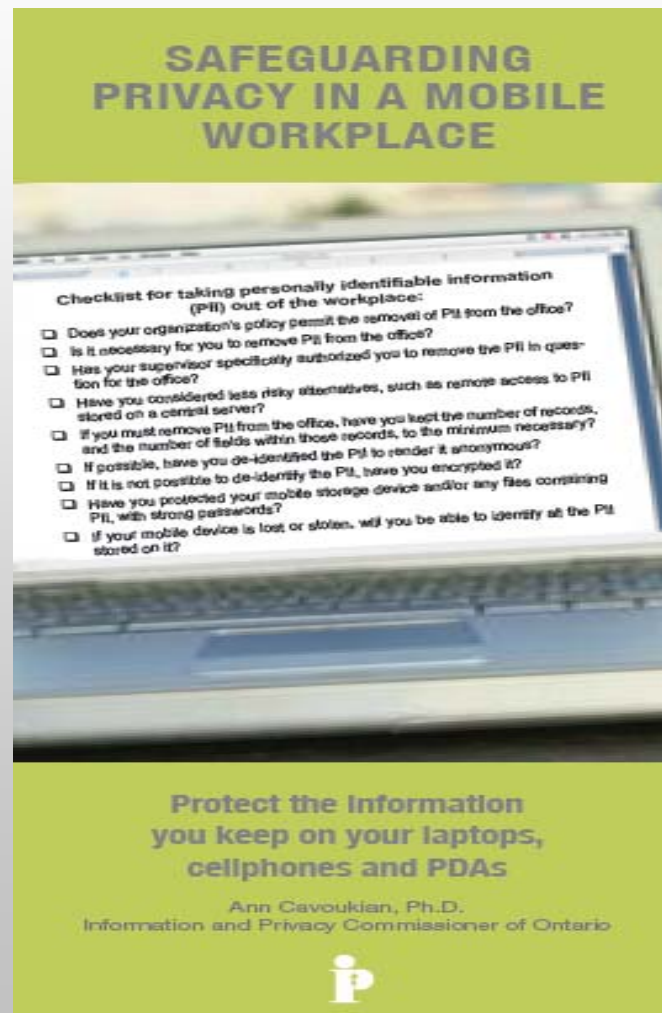 SAFEGUARDING
PRIVACY IN A MOBILE
WORKPLACE
Checklist for taking personally identifiable information
(PII) out of the workplace:
❑ Does your organization's policy permit the removal of PII from the office?
❑ Is it necessary for you to remove PII from the office?
❑ Has your supervisor specifically authorized you to remove the PII in ques-
tion for the office?
❑ Have you considered less risky alternatives, such as remote access to PII
stored on a central server?
❑ If you must remove PII from the office, have you kept the number of records,
and the number of fields within those records, to the minimum necessary?
❑ If possible, have you de-identified the PII to render it anonymous?
❑ If it is not possible to de-identify the PII, have you encrypted it?
❑ Have you protected your mobile storage device and/or any files containing
PII, with strong passwords?
❑ If your mobile device is lost or stolen, will you be able to identify all the PII
stored on it?
Protect the information
you keep on your laptops,
cellphones and PDAs
Ann Cavoukian, Ph.D.
Information and Privacy Commissioner of Ontario